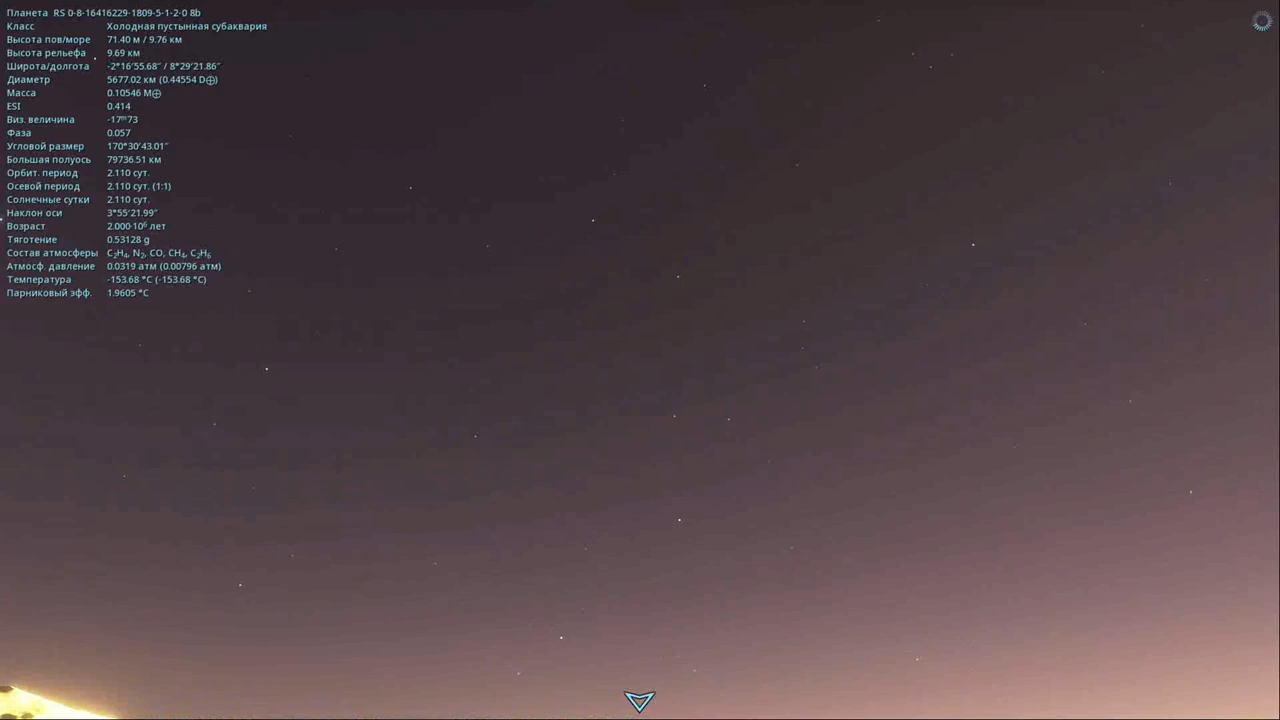 Планета RS 0-8-16416229-1809-5-1-2-0 8b
Класс Холодная пустынная субаквария
Высота пов/море 71.40 м / 9.76 км
Высота рельефа 9.69 км
Широта/долгота -2°16′55.68″ / 8°29′21.86″
Диаметр 5677.02 км (0.44554 D⊕)
Масса 0.10546 M⊕
ESI 0.414
Виз. величина -17ᵐ73
Фаза 0.057
Угловой размер 170°30′43.01″
Большая полуось 79736.51 км
Орбит. период 2.110 сут.
Осевой период 2.110 сут. (1:1)
Солнечные сутки 2.110 сут.
Наклон оси 3°55′21.99″
Возраст 2.000·10⁶ лет
Тяготение 0.53128 g
Состав атмосферы C₂H₄, N₂, CO, CH₄, C₂H₆
Атмосф. давление 0.0319 атм (0.00796 атм)
Температура -153.68 °C (-153.68 °C)
Парниковый эфф. 1.9605 °C